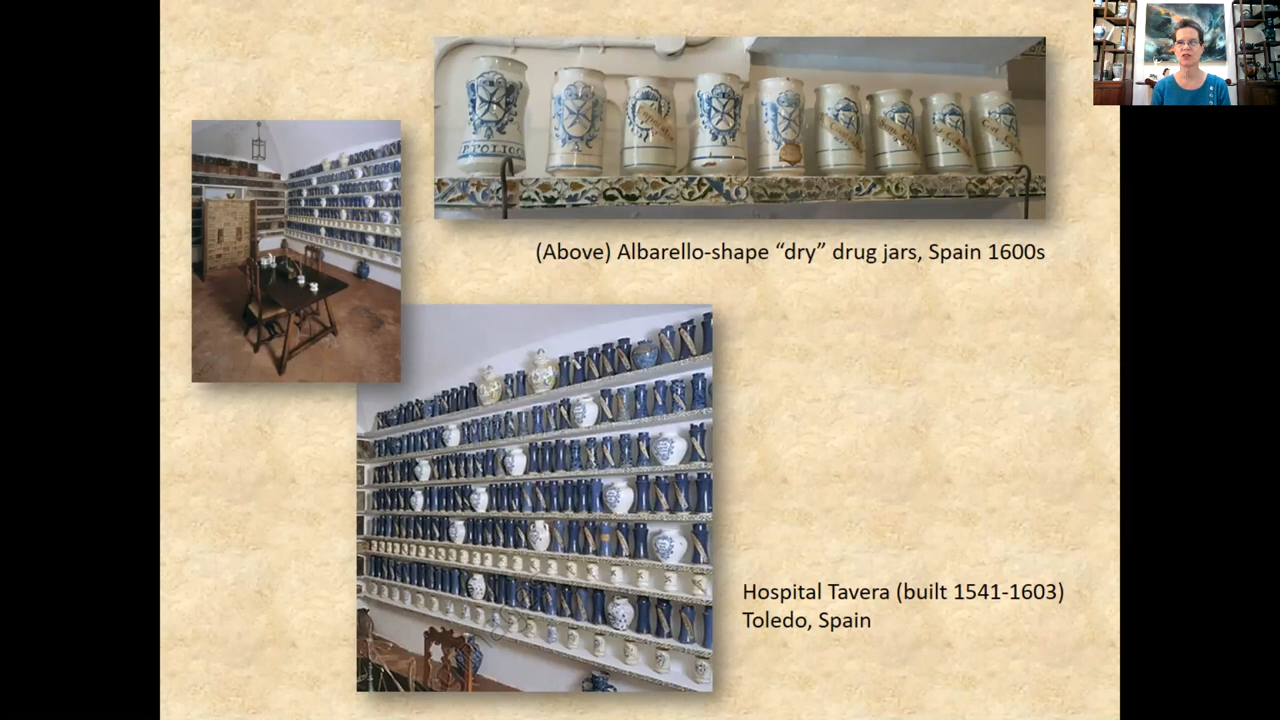 (Above) Albarello-shape “dry” drug jars, Spain 1600s
Hospital Tavera (built 1541-1603)
Toledo, Spain